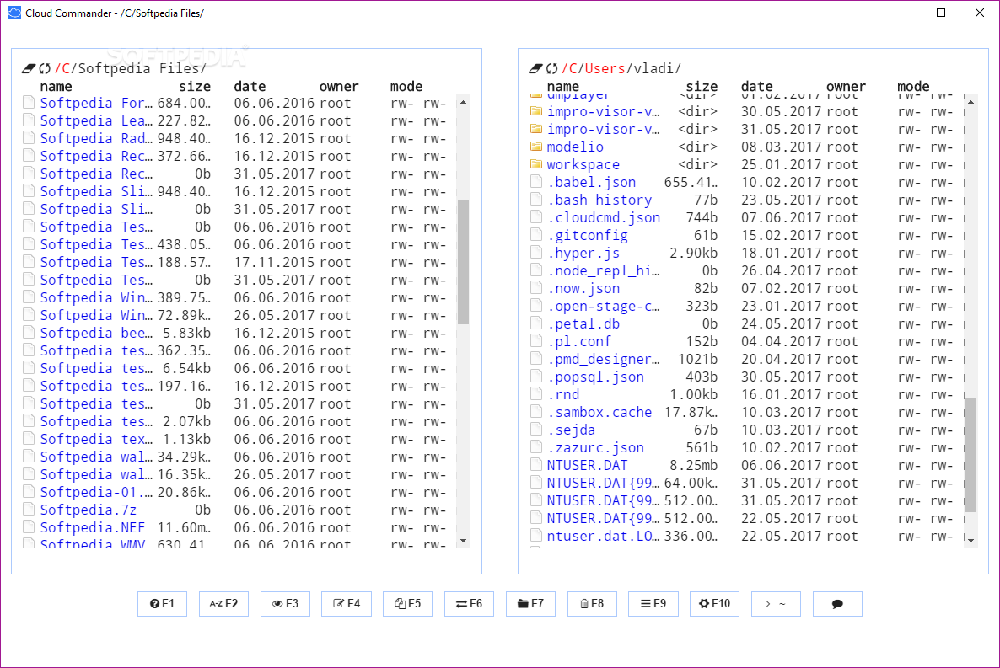 Cloud Commander - /C/Softpedia Files/
SOFTPEDIA
/C/Softpedia Files/
name size date owner mode
Softpedia For… 684.00… 06.06.2016 root rw- rw-
Softpedia Lea… 227.82… 06.06.2016 root rw- rw-
Softpedia Rad… 948.40… 16.12.2015 root rw- rw-
Softpedia Rec… 372.66… 16.12.2015 root rw- rw-
Softpedia Rec… 0b 31.05.2017 root rw- rw-
Softpedia Sli… 948.40… 16.12.2015 root rw- rw-
Softpedia Sli… 0b 31.05.2017 root rw- rw-
Softpedia Tes… 0b 06.06.2016 root rw- rw-
Softpedia Tes… 438.05… 06.06.2016 root rw- rw-
Softpedia Tes… 188.57… 17.11.2015 root rw- rw-
Softpedia Tes… 0b 31.05.2017 root rw- rw-
Softpedia Win… 389.75… 06.06.2016 root rw- rw-
Softpedia Win… 72.89k… 26.05.2017 root rw- rw-
Softpedia bee… 5.83kb 16.12.2015 root rw- rw-
Softpedia tes… 362.35… 06.06.2016 root rw- rw-
Softpedia tes… 6.54kb 06.06.2016 root rw- rw-
Softpedia tes… 197.16… 16.12.2015 root rw- rw-
Softpedia tes… 0b 31.05.2017 root rw- rw-
Softpedia tes… 2.07kb 06.06.2016 root rw- rw-
Softpedia tex… 1.13kb 06.06.2016 root rw- rw-
Softpedia wal… 34.29k… 06.06.2016 root rw- rw-
Softpedia wal… 16.35k… 26.05.2017 root rw- rw-
Softpedia-01.… 20.86k… 06.06.2016 root rw- rw-
Softpedia.7z 0b 06.06.2016 root rw- rw-
Softpedia.NEF 11.60m… 06.06.2016 root rw- rw-
Softpedia.WMV 630.41… 06.06.2016 root rw- rw-
/C/Users/vladi/
name size date owner mode
dmplayer <dir> 01.02.2017 root rw- rw-
impro-visor-v… <dir> 30.05.2017 root rw- rw-
impro-visor-v… <dir> 31.05.2017 root rw- rw-
modelio <dir> 08.03.2017 root rw- rw-
workspace <dir> 25.01.2017 root rw- rw-
.babel.json 655.41… 10.02.2017 root rw- rw-
.bash_history 77b 23.05.2017 root rw- rw-
.cloudcmd.json 744b 07.06.2017 root rw- rw-
.gitconfig 61b 15.02.2017 root rw- rw-
.hyper.js 2.90kb 18.01.2017 root rw- rw-
.node_repl_hi… 0b 26.04.2017 root rw- rw-
.now.json 82b 07.02.2017 root rw- rw-
.open-stage-c… 323b 23.01.2017 root rw- rw-
.petal.db 0b 24.05.2017 root rw- rw-
.pl.conf 152b 04.04.2017 root rw- rw-
.pmd_designer… 1021b 20.04.2017 root rw- rw-
.popsql.json 403b 30.05.2017 root rw- rw-
.rnd 1.00kb 16.01.2017 root rw- rw-
.sambox.cache 17.87k… 10.03.2017 root rw- rw-
.sejda 67b 10.03.2017 root rw- rw-
.zazurc.json 561b 10.02.2017 root rw- rw-
NTUSER.DAT 8.25mb 06.06.2017 root rw- rw-
NTUSER.DAT{99… 64.00k… 31.05.2017 root rw- rw-
NTUSER.DAT{99… 512.00… 31.05.2017 root rw- rw-
NTUSER.DAT{99… 512.00… 22.05.2017 root rw- rw-
ntuser.dat.LO… 336.00… 22.05.2017 root rw- rw-
F1 A-Z F2 F3 F4 F5 F6 F7 F8 F9 F10 >_ ~